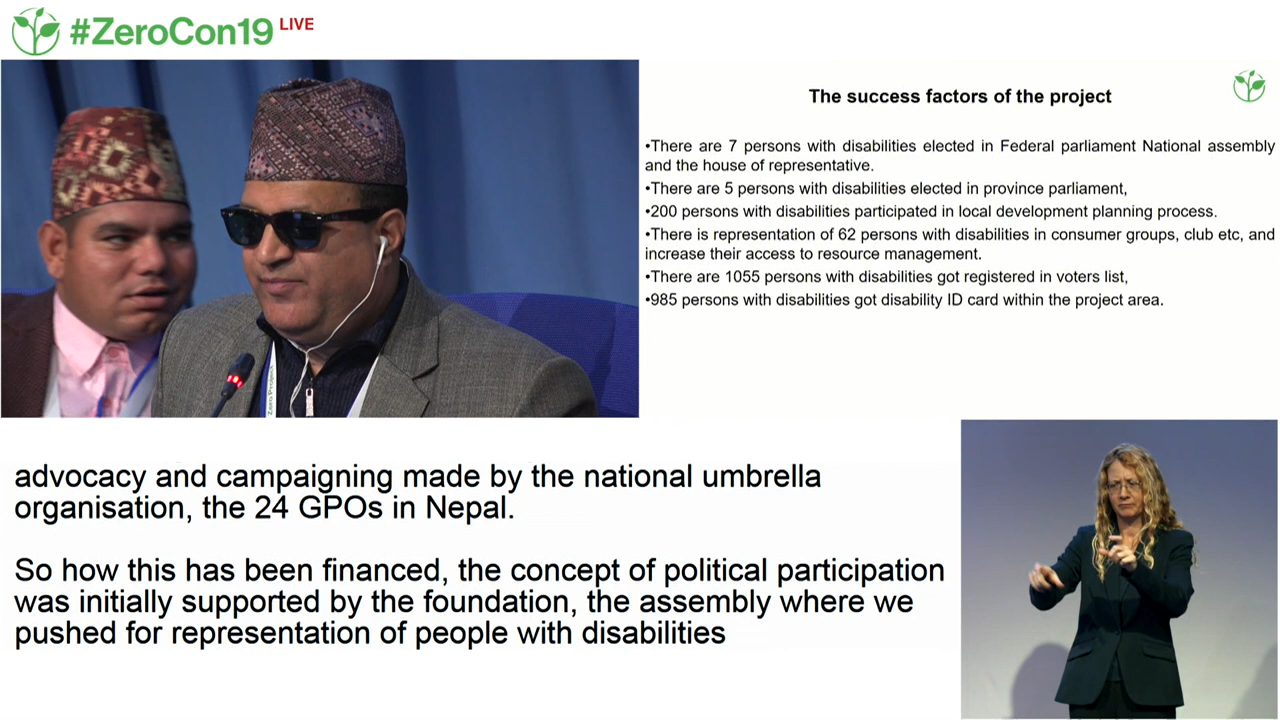 #ZeroCon19 LIVE
The success factors of the project
•There are 7 persons with disabilities elected in Federal parliament National assembly
and the house of representative.
•There are 5 persons with disabilities elected in province parliament,
•200 persons with disabilities participated in local development planning process.
•There is representation of 62 persons with disabilities in consumer groups, club etc, and
increase their access to resource management.
•There are 1055 persons with disabilities got registered in voters list,
•985 persons with disabilities got disability ID card within the project area.
Zero Project
advocacy and campaigning made by the national umbrella
organisation, the 24 GPOs in Nepal.
So how this has been financed, the concept of political participation
was initially supported by the foundation, the assembly where we
pushed for representation of people with disabilities